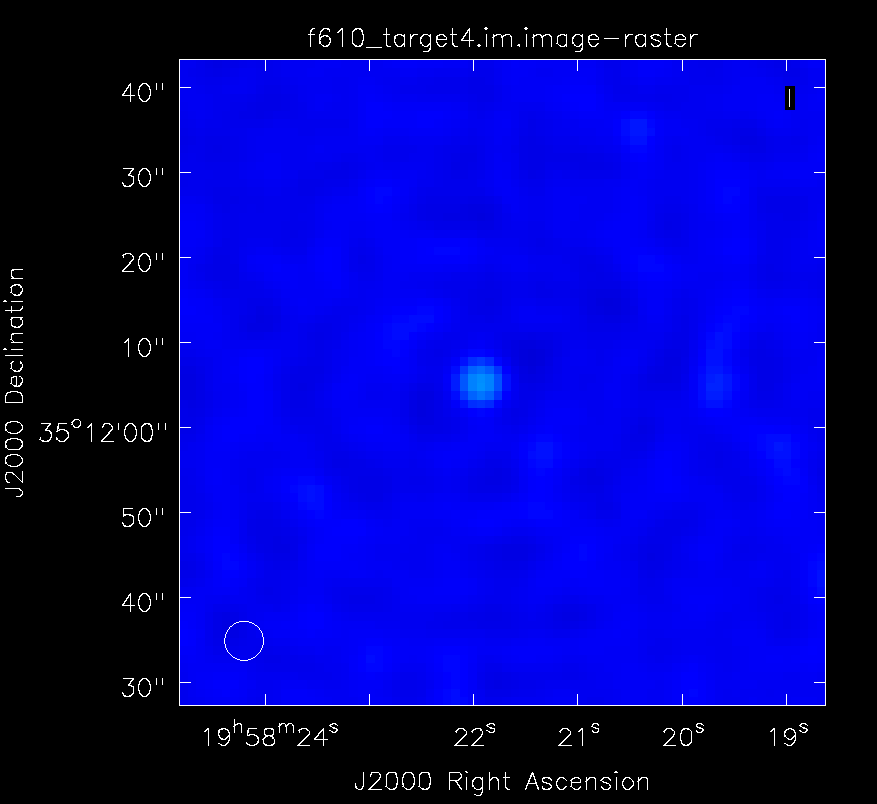 f610_target4.im.image-raster
40"
30"
20"
10"
35°12'00"
50"
40"
30"
J2000 Declination
19ʰ58ᵐ24ˢ 22ˢ 21ˢ 20ˢ 19ˢ
J2000 Right Ascension
I